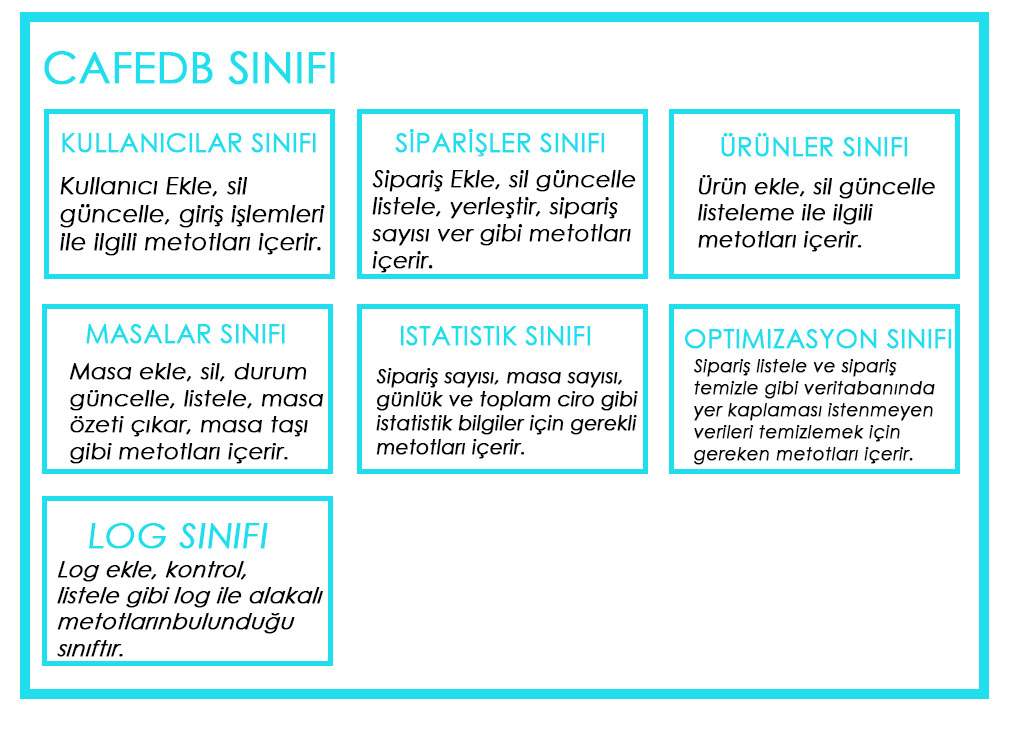 CAFEDB SINIFI
KULLANICILAR SINIFI
Kullanıcı Ekle, sil
güncelle, giriş işlemleri
ile ilgili metotları içerir.
SİPARİŞLER SINIFI
Sipariş Ekle, sil güncelle
listele, yerleştir, sipariş
sayısı ver gibi metotları
içerir.
ÜRÜNLER SINIFI
Ürün ekle, sil güncelle
listeleme ile ilgili
metotları içerir.
MASALAR SINIFI
Masa ekle, sil, durum
güncelle, listele, masa
özeti çıkar, masa taşı
gibi metotları içerir.
ISTATISTIK SINIFI
Sipariş sayısı, masa sayısı,
günlük ve toplam ciro gibi
istatistik bilgiler için gerekli
metotları içerir.
OPTIMIZASYON SINIFI
Sipariş listele ve sipariş
temizle gibi veritabanında
yer kaplaması istenmeyen
verileri temizlemek için
gereken metotları içerir.
LOG SINIFI
Log ekle, kontrol,
listele gibi log ile alakalı
metotlarınbulunduğu
sınıftır.